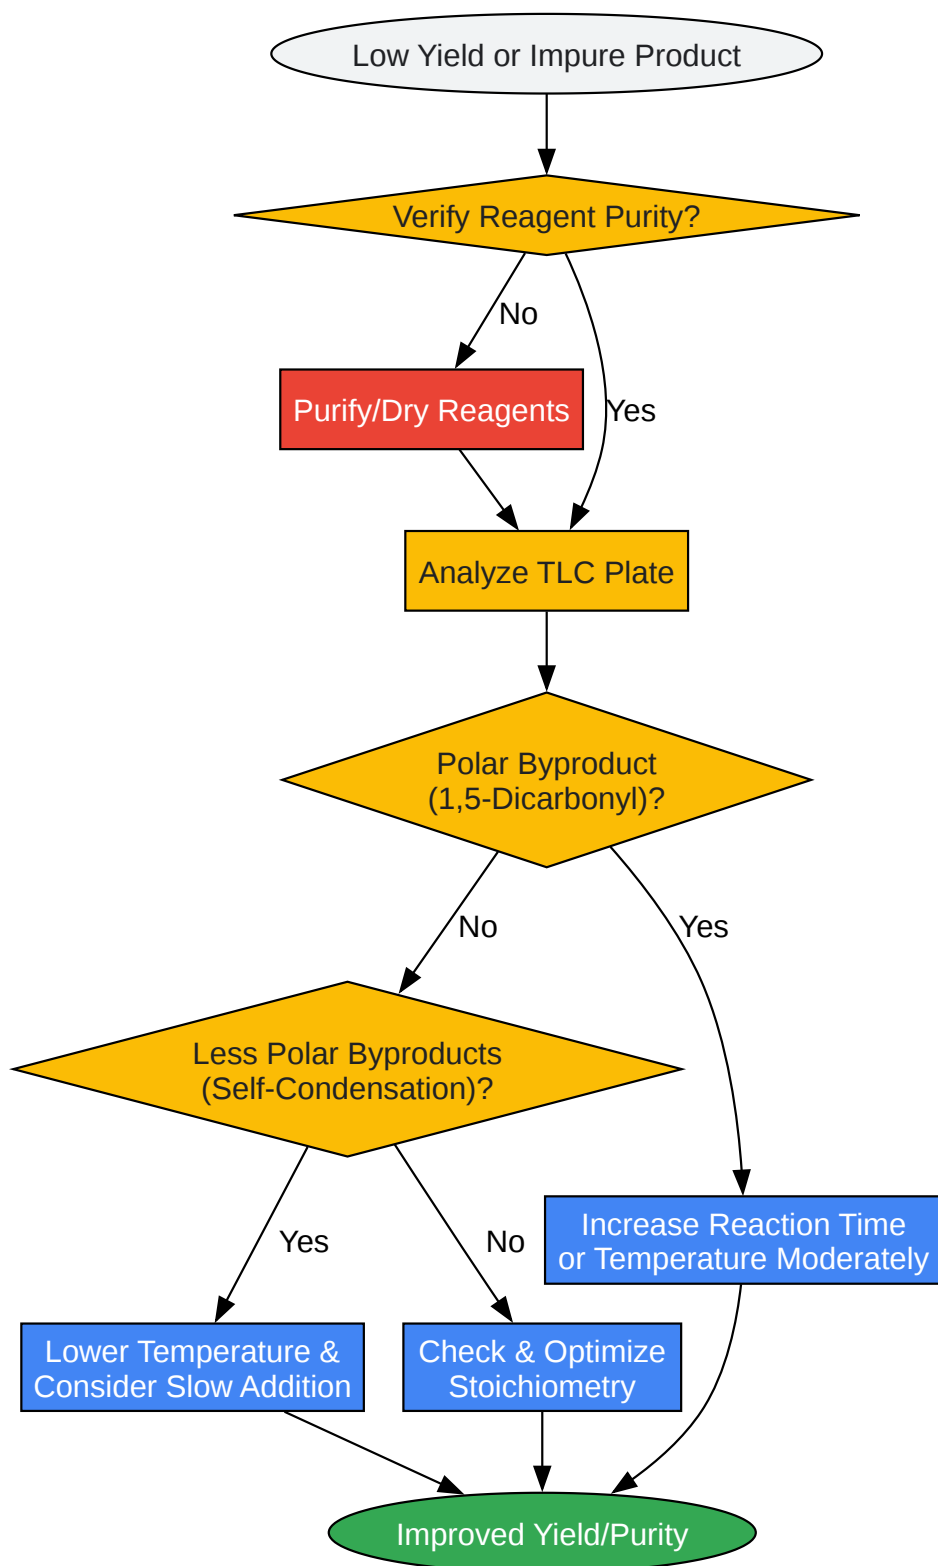 Low Yield or Impure Product
Verify Reagent Purity?
No
Purify/Dry Reagents
Yes
Analyze TLC Plate
Polar Byproduct
(1,5-Dicarbonyl)?
No
Yes
Less Polar Byproducts
(Self-Condensation)?
Increase Reaction Time
or Temperature Moderately
Yes
No
Lower Temperature &
Consider Slow Addition
Check & Optimize
Stoichiometry
Improved Yield/Purity